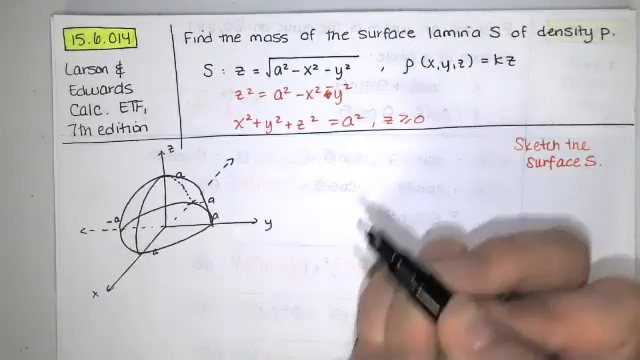 15.6.014
Find the mass of the surface lamina S of density ρ.
Larson &
Edwards
Calc. ETF,
7th edition
S: z = √(a² - x² - y²) , ρ(x,y,z) = kz
z² = a² - x² - y²
x² + y² + z² = a², z ≥ 0
Sketch the
surface S.
z
a
a
-a
a
y
a
x